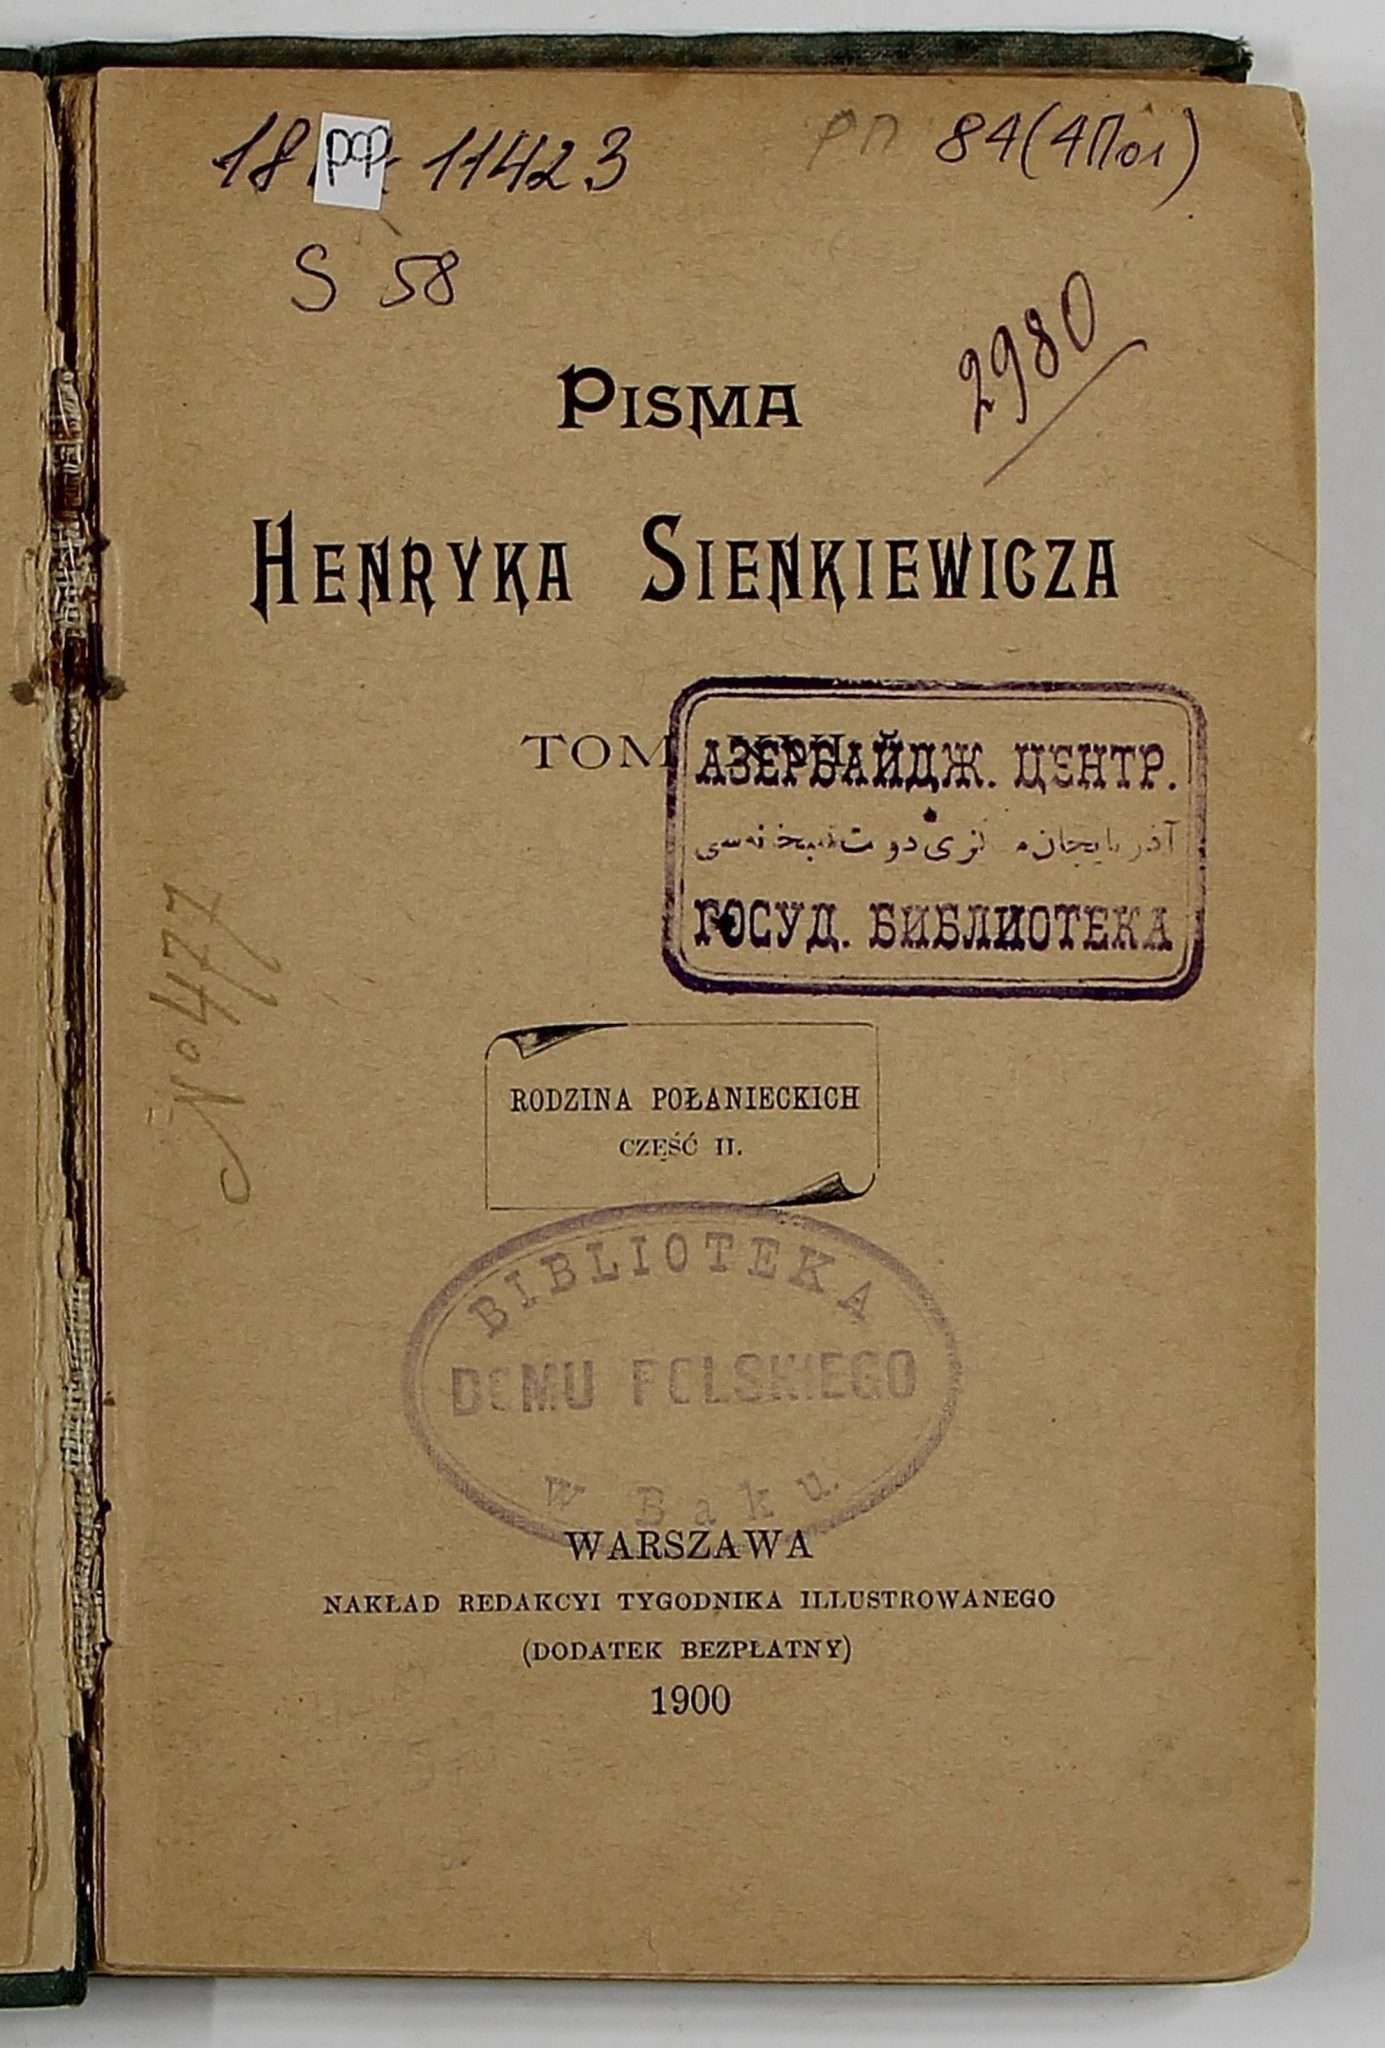 18 рф 11423
рп 84(4Пол)
S 58
2980
PISMA
HENRYKA SIENKIEWICZA
TOM
АЗЕРБАЙДЖ. ЦЕНТР.
ГОСУД. БИБЛИОТЕКА
№ 477
RODZINA POŁANIECKICH
CZĘŚĆ II.
BIBLIOTEKA
DOMU POLSKIEGO
w Baku.
WARSZAWA
NAKŁAD REDAKCYI TYGODNIKA ILLUSTROWANEGO
(DODATEK BEZPŁATNY)
1900